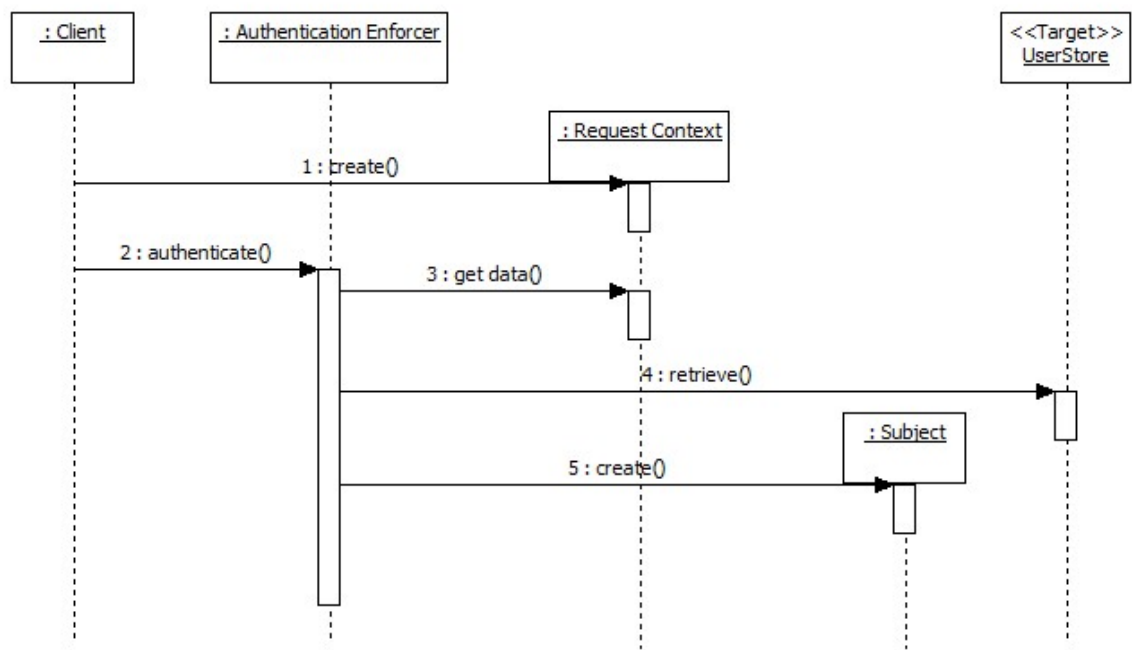 : Client
: Authentication Enforcer
<<Target>>
UserStore
: Request Context
1 : create()
2 : authenticate()
3 : get data()
4 : retrieve()
: Subject
5 : create()